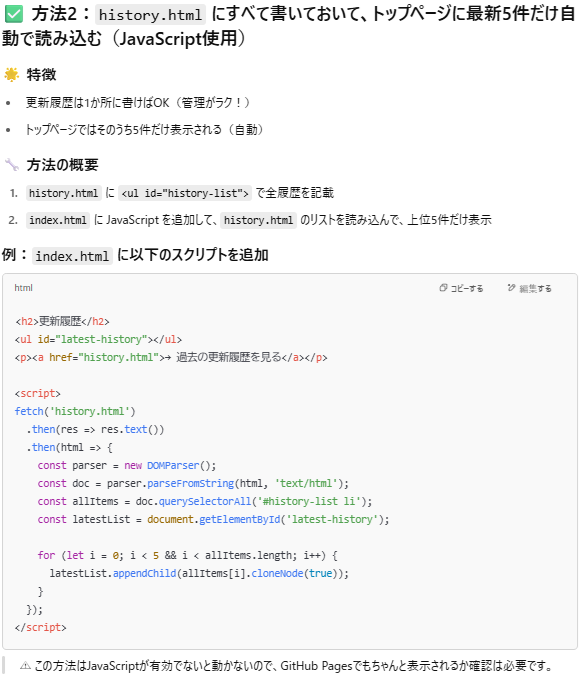 ✅ 方法2：history.html にすべて書いておいて、トップページに最新5件だけ自
動で読み込む（JavaScript使用）
🌟 特徴
• 更新履歴は1か所に書けばOK（管理がラク！）
• トップページではそのうち5件だけ表示される（自動）
🔧 方法の概要
1. history.html に <ul id="history-list"> で全履歴を記載
2. index.html に JavaScript を追加して、history.html のリストを読み込んで、上位5件だけ表示
例：index.html に以下のスクリプトを追加
html コピーする 編集する
<h2>更新履歴</h2>
<ul id="latest-history"></ul>
<p><a href="history.html">→ 過去の更新履歴を見る</a></p>
<script>
fetch('history.html')
  .then(res => res.text())
  .then(html => {
    const parser = new DOMParser();
    const doc = parser.parseFromString(html, 'text/html');
    const allItems = doc.querySelectorAll('#history-list li');
    const latestList = document.getElementById('latest-history');
    for (let i = 0; i < 5 && i < allItems.length; i++) {
      latestList.appendChild(allItems[i].cloneNode(true));
    }
  });
</script>
⚠ この方法はJavaScriptが有効でないと動かないので、GitHub Pagesでもちゃんと表示されるか確認は必要です。